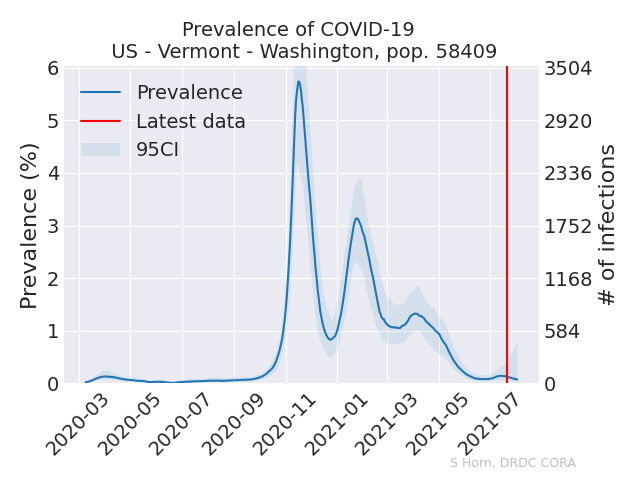 Prevalence of COVID-19
US - Vermont - Washington, pop. 58409
Prevalence
Latest data
95CI
Prevalence (%)
6
5
4
3
2
1
0
3504
2920
2336
1752
1168
584
0
# of infections
2020-03
2020-05
2020-07
2020-09
2020-11
2021-01
2021-03
2021-05
2021-07
S Horn, DRDC CORA